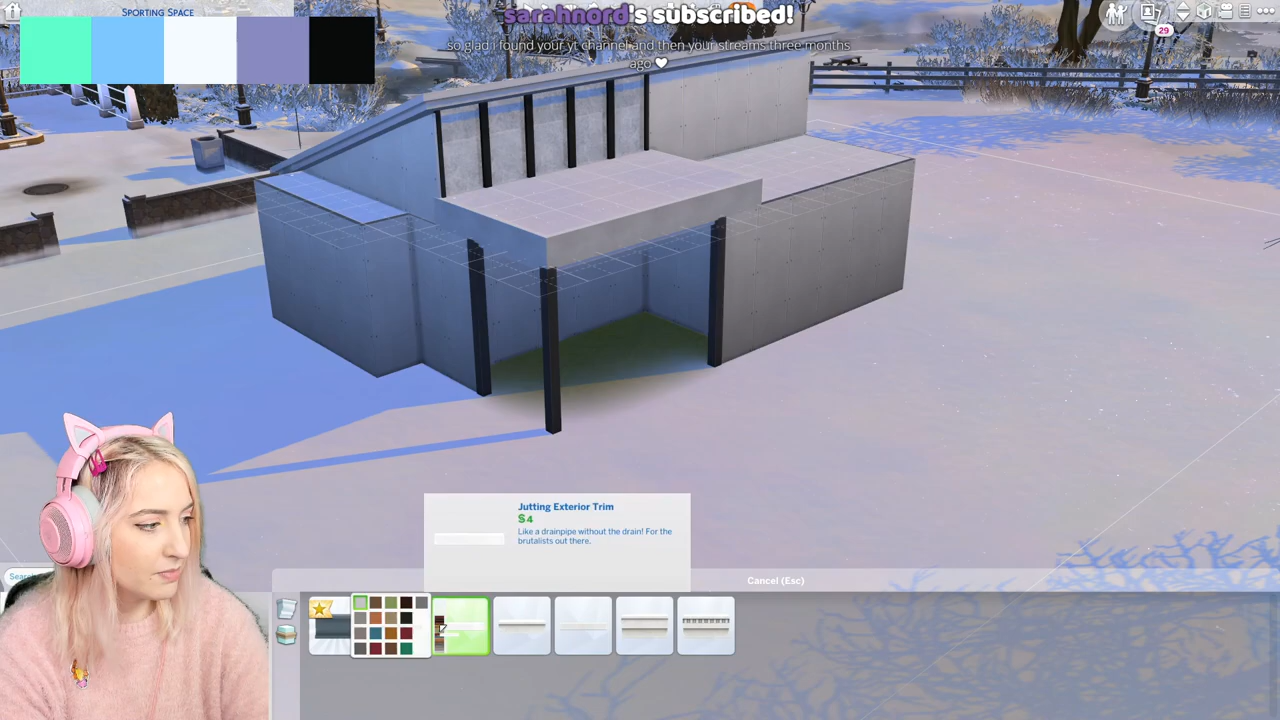 SPORTING SPACE
sarahnord's subscribed!
so glad i found your yt channel and then your streams three months
ago
29
Jutting Exterior Trim
§4
Like a drainpipe without the drain! For the
brutalists out there.
Cancel (Esc)